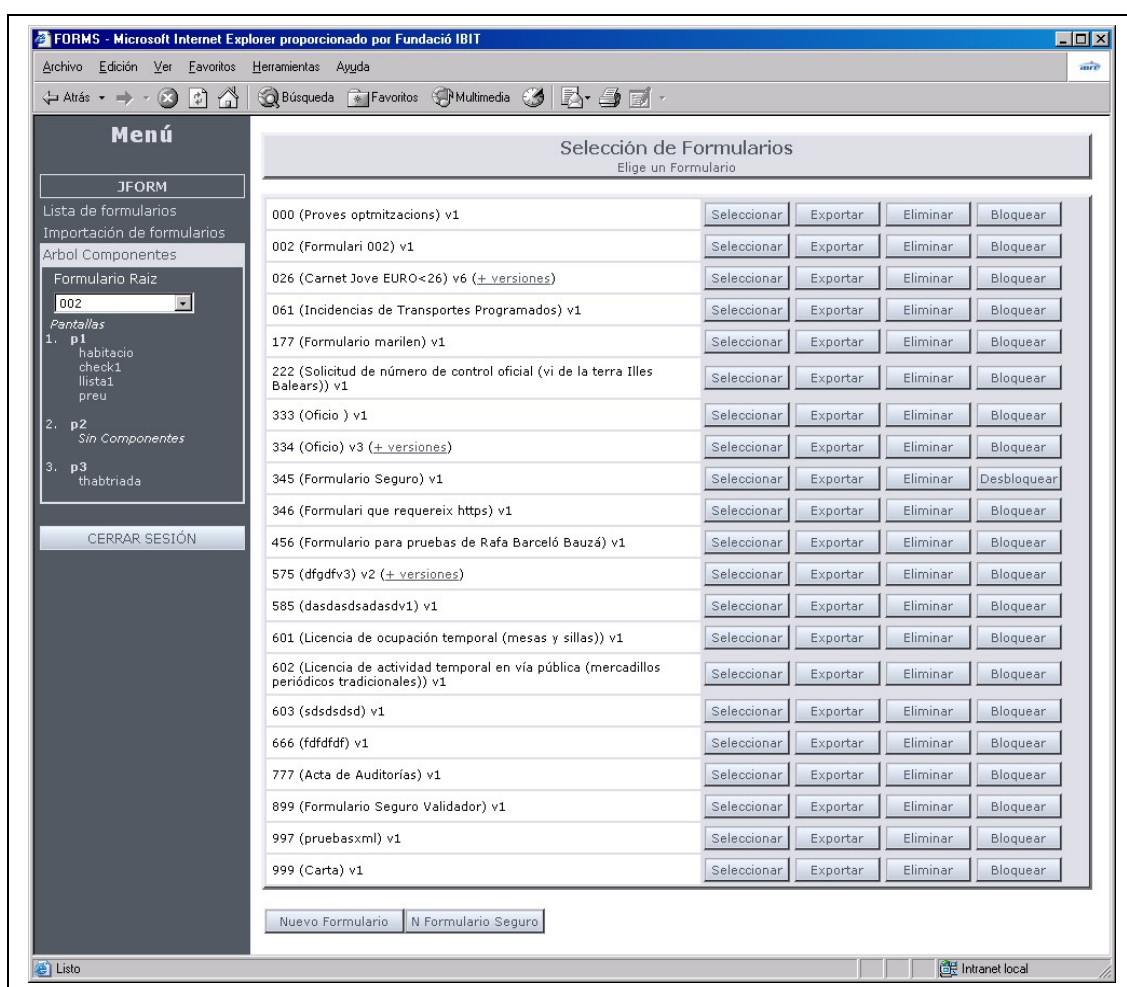 FORMS - Microsoft Internet Explorer proporcionado por Fundació IBIT
Archivo Edición Ver Favoritos Herramientas Ayuda
Atrás Búsqueda Favoritos Multimedia
Menú
JFORM
Lista de formularios
Importación de formularios
Arbol Componentes
Formulario Raiz
002
Pantallas
1. p1
habitacio
check1
llista1
preu
2. p2
Sin Componentes
3. p3
thabtriada
CERRAR SESIÓN
Selección de Formularios
Elige un Formulario
000 (Proves optmitzacions) v1 Seleccionar Exportar Eliminar Bloquear
002 (Formulari 002) v1 Seleccionar Exportar Eliminar Bloquear
026 (Carnet Jove EURO<26) v6 (+ versiones) Seleccionar Exportar Eliminar Bloquear
061 (Incidencias de Transportes Programados) v1 Seleccionar Exportar Eliminar Bloquear
177 (Formulario marilen) v1 Seleccionar Exportar Eliminar Bloquear
222 (Solicitud de número de control oficial (vi de la terra Illes
Balears)) v1 Seleccionar Exportar Eliminar Bloquear
333 (Oficio ) v1 Seleccionar Exportar Eliminar Bloquear
334 (Oficio) v3 (+ versiones) Seleccionar Exportar Eliminar Bloquear
345 (Formulario Seguro) v1 Seleccionar Exportar Eliminar Desbloquear
346 (Formulari que requereix https) v1 Seleccionar Exportar Eliminar Bloquear
456 (Formulario para pruebas de Rafa Barceló Bauzá) v1 Seleccionar Exportar Eliminar Bloquear
575 (dfgdfv3) v2 (+ versiones) Seleccionar Exportar Eliminar Bloquear
585 (dasdasdsadasdv1) v1 Seleccionar Exportar Eliminar Bloquear
601 (Licencia de ocupación temporal (mesas y sillas)) v1 Seleccionar Exportar Eliminar Bloquear
602 (Licencia de actividad temporal en vía pública (mercadillos
periódicos tradicionales)) v1 Seleccionar Exportar Eliminar Bloquear
603 (sdsdsdsd) v1 Seleccionar Exportar Eliminar Bloquear
666 (fdfdfdf) v1 Seleccionar Exportar Eliminar Bloquear
777 (Acta de Auditorías) v1 Seleccionar Exportar Eliminar Bloquear
899 (Formulario Seguro Validador) v1 Seleccionar Exportar Eliminar Bloquear
997 (pruebasxml) v1 Seleccionar Exportar Eliminar Bloquear
999 (Carta) v1 Seleccionar Exportar Eliminar Bloquear
Nuevo Formulario N Formulario Seguro
Listo Intranet local